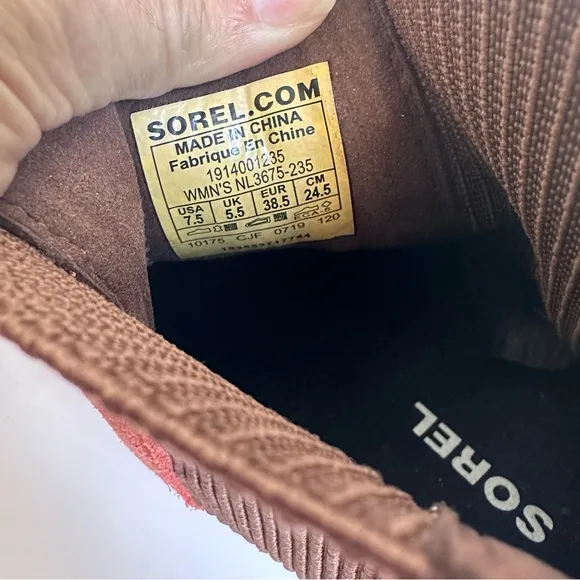 SOREL.COM
MADE IN CHINA
Fabrique En Chine
1914001235
WMN'S NL3675-235
USA UK EUR CM
7.5 5.5 38.5 24.5
10175 CJF 0719 120
SOREL